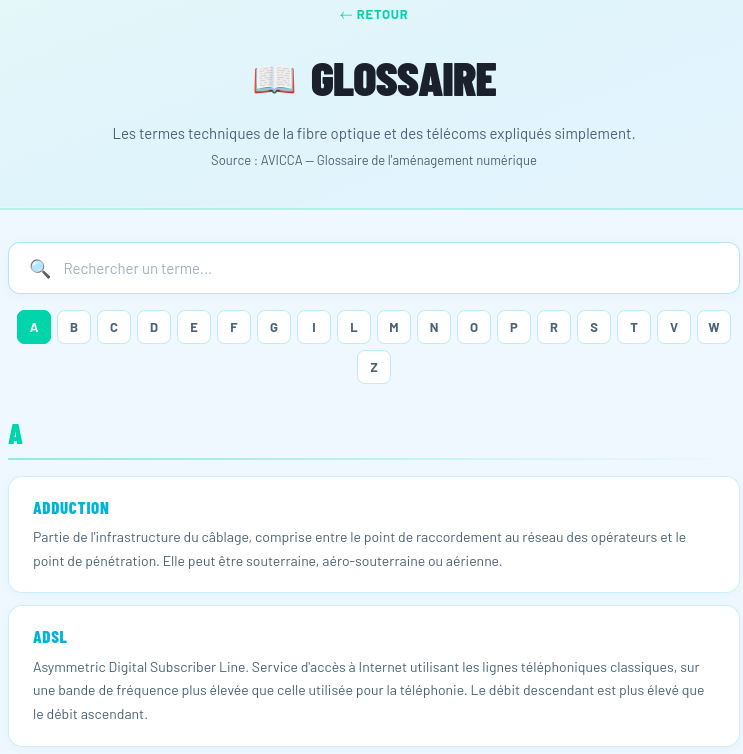 ← RETOUR
GLOSSAIRE
Les termes techniques de la fibre optique et des télécoms expliqués simplement.
Source : AVICCA — Glossaire de l'aménagement numérique
Rechercher un terme...
A B C D E F G I L M N O P R S T V W
Z
A
ADDUCTION
Partie de l'infrastructure du câblage, comprise entre le point de raccordement au réseau des opérateurs et le
point de pénétration. Elle peut être souterraine, aéro-souterraine ou aérienne.
ADSL
Asymmetric Digital Subscriber Line. Service d'accès à Internet utilisant les lignes téléphoniques classiques, sur
une bande de fréquence plus élevée que celle utilisée pour la téléphonie. Le débit descendant est plus élevé que
le débit ascendant.